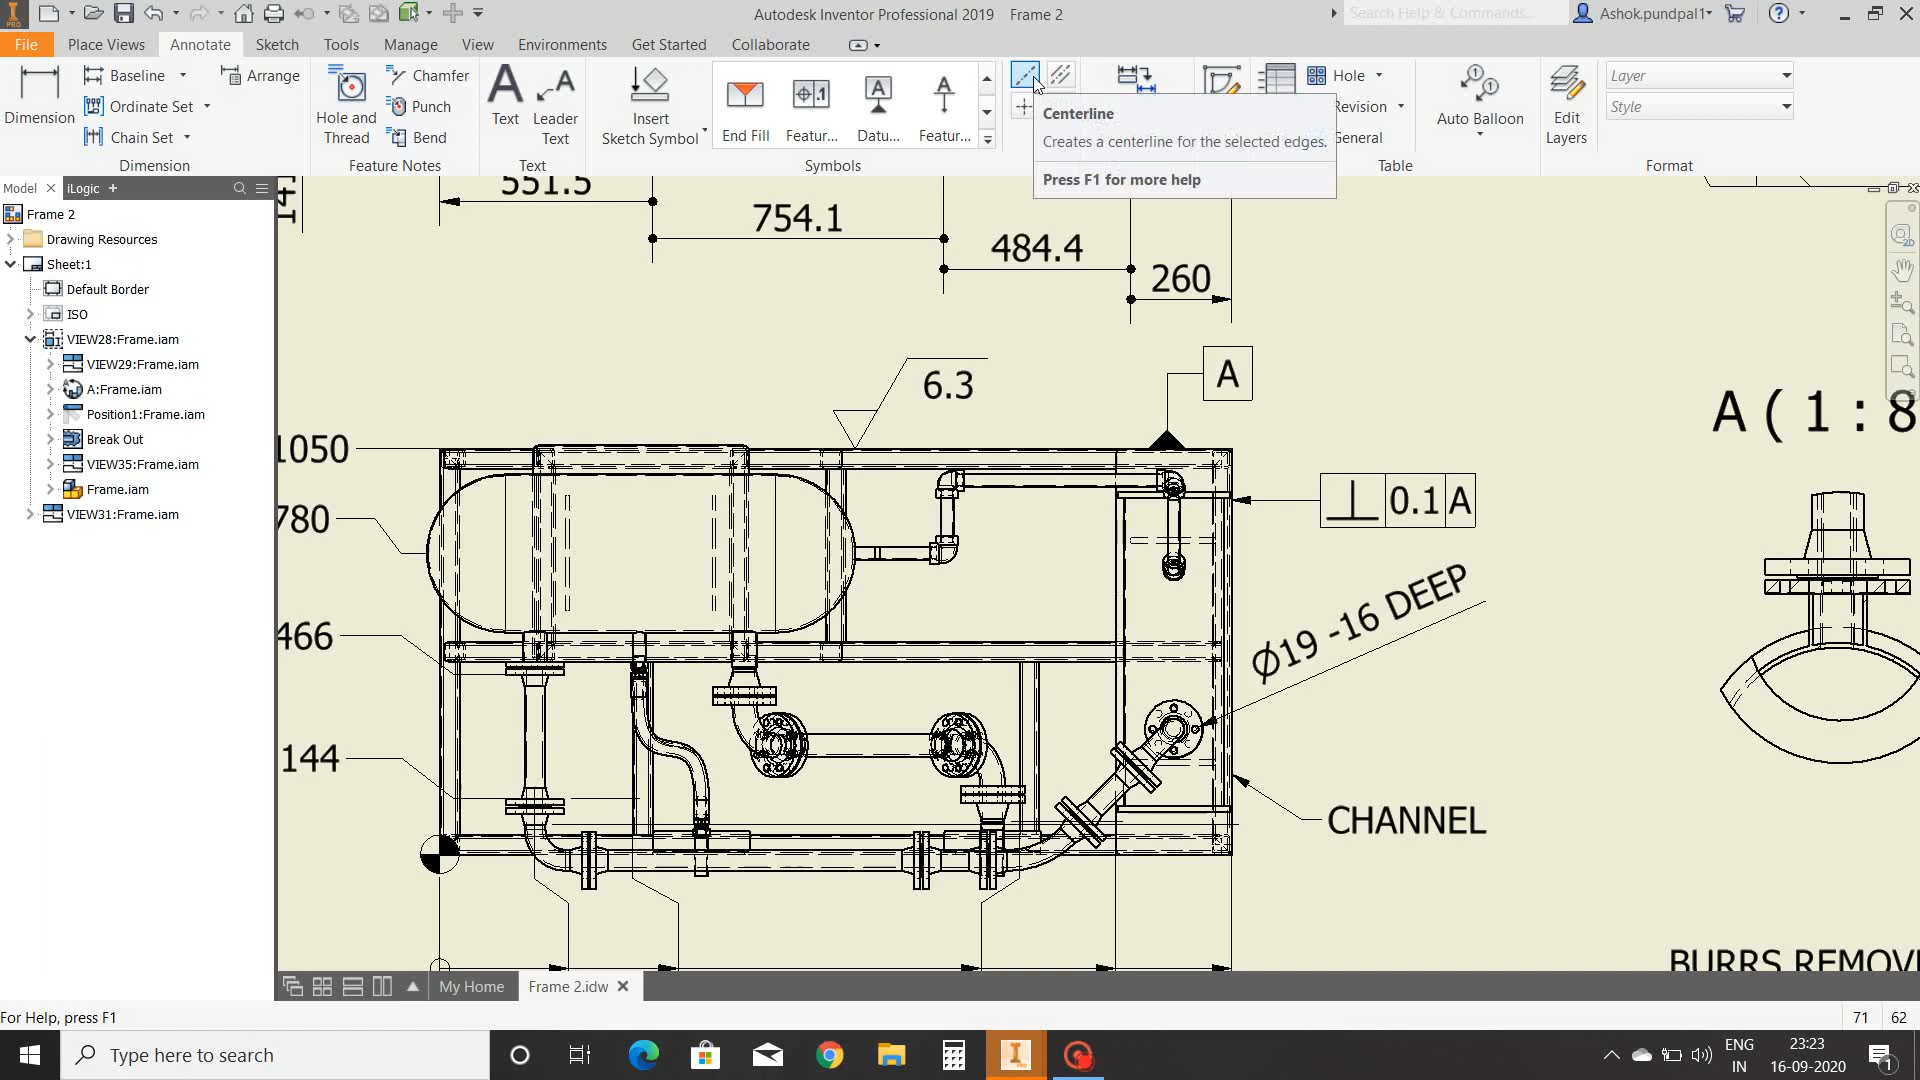 Autodesk Inventor Professional 2019 Frame 2
Search Help & Commands...
Ashok.pundpal1
PRO
File
Place Views
Annotate
Sketch
Tools
Manage
View
Environments
Get Started
Collaborate
Dimension
Baseline
Ordinate Set
Chain Set
Arrange
Dimension
Hole and Thread
Chamfer
Punch
Bend
Feature Notes
Text
Leader Text
Text
Insert
Sketch Symbol
End Fill
Featur...
Datu...
Featur...
Symbols
Centerline
Creates a centerline for the selected edges.
Press F1 for more help
Hole
Revision
General
Table
Auto Balloon
Edit Layers
Layer
Style
Format
Model
iLogic +
Frame 2
Drawing Resources
Sheet:1
Default Border
ISO
VIEW28:Frame.iam
VIEW29:Frame.iam
A:Frame.iam
Position1:Frame.iam
Break Out
VIEW35:Frame.iam
Frame.iam
VIEW31:Frame.iam
551.5
754.1
484.4
260
6.3
A
A ( 1 : 8
1050
780
466
144
0.1 A
Ø19 -16 DEEP
CHANNEL
BURRS REMOV
My Home
Frame 2.idw
For Help, press F1
71 62
Type here to search
ENG
IN
23:23
16-09-2020
1